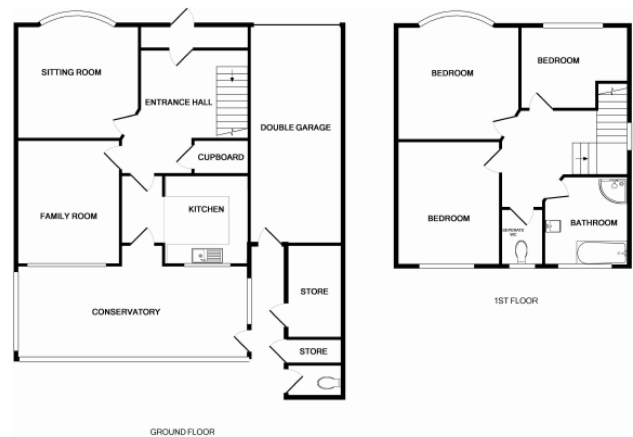 SITTING ROOM
ENTRANCE HALL
DOUBLE GARAGE
CUPBOARD
FAMILY ROOM
KITCHEN
STORE
CONSERVATORY
STORE
GROUND FLOOR
BEDROOM
BEDROOM
BEDROOM
SEPERATE
WC
BATHROOM
1ST FLOOR